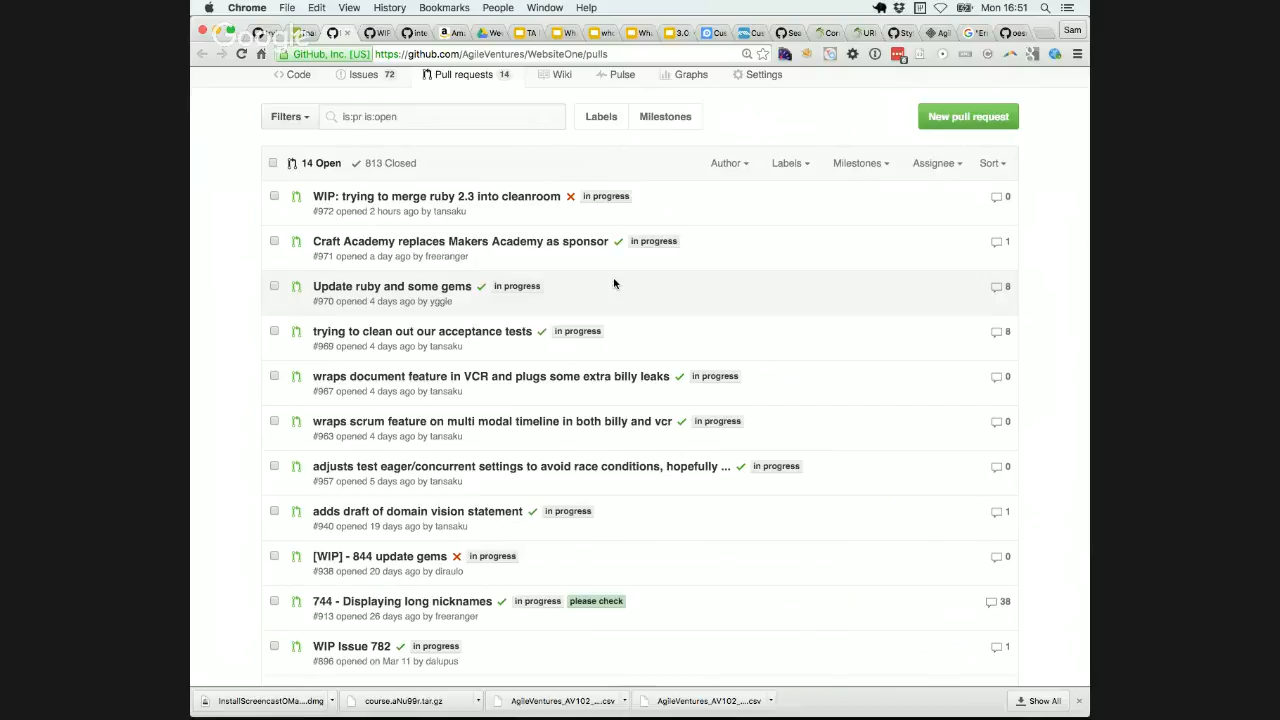 Chrome File Edit View History Bookmarks People Window Help Mon 16:51
Sam
GitHub, Inc. [US] https://github.com/AgileVentures/WebsiteOne/pulls
Code Issues 72 Pull requests 14 Wiki Pulse Graphs Settings
Filters is:pr is:open Labels Milestones New pull request
14 Open 813 Closed Author Labels Milestones Assignee Sort
WIP: trying to merge ruby 2.3 into cleanroom in progress 0
#972 opened 2 hours ago by tansaku
Craft Academy replaces Makers Academy as sponsor in progress 1
#971 opened a day ago by freeranger
Update ruby and some gems in progress 8
#970 opened 4 days ago by yggie
trying to clean out our acceptance tests in progress 8
#969 opened 4 days ago by tansaku
wraps document feature in VCR and plugs some extra billy leaks in progress 0
#967 opened 4 days ago by tansaku
wraps scrum feature on multi modal timeline in both billy and vcr in progress 0
#963 opened 4 days ago by tansaku
adjusts test eager/concurrent settings to avoid race conditions, hopefully ... in progress 0
#957 opened 5 days ago by tansaku
adds draft of domain vision statement in progress 1
#940 opened 19 days ago by tansaku
[WIP] - 844 update gems in progress 0
#938 opened 20 days ago by diraulo
744 - Displaying long nicknames in progress please check 38
#913 opened 26 days ago by freeranger
WIP Issue 782 in progress 1
#896 opened on Mar 11 by dalupus
InstallScreencastOMa....dmg course.aNu99r.tar.gz AgileVentures_AV102_....csv AgileVentures_AV102_....csv Show All